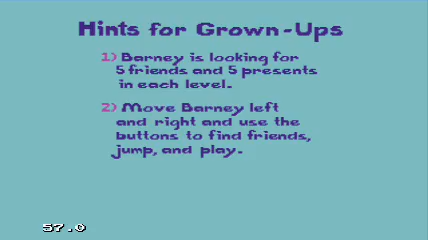 Hints for Grown-Ups
1) Barney is looking for
5 friends and 5 presents
in each level.
2) Move Barney left
and right and use the
buttons to find friends,
jump, and play.
57.0